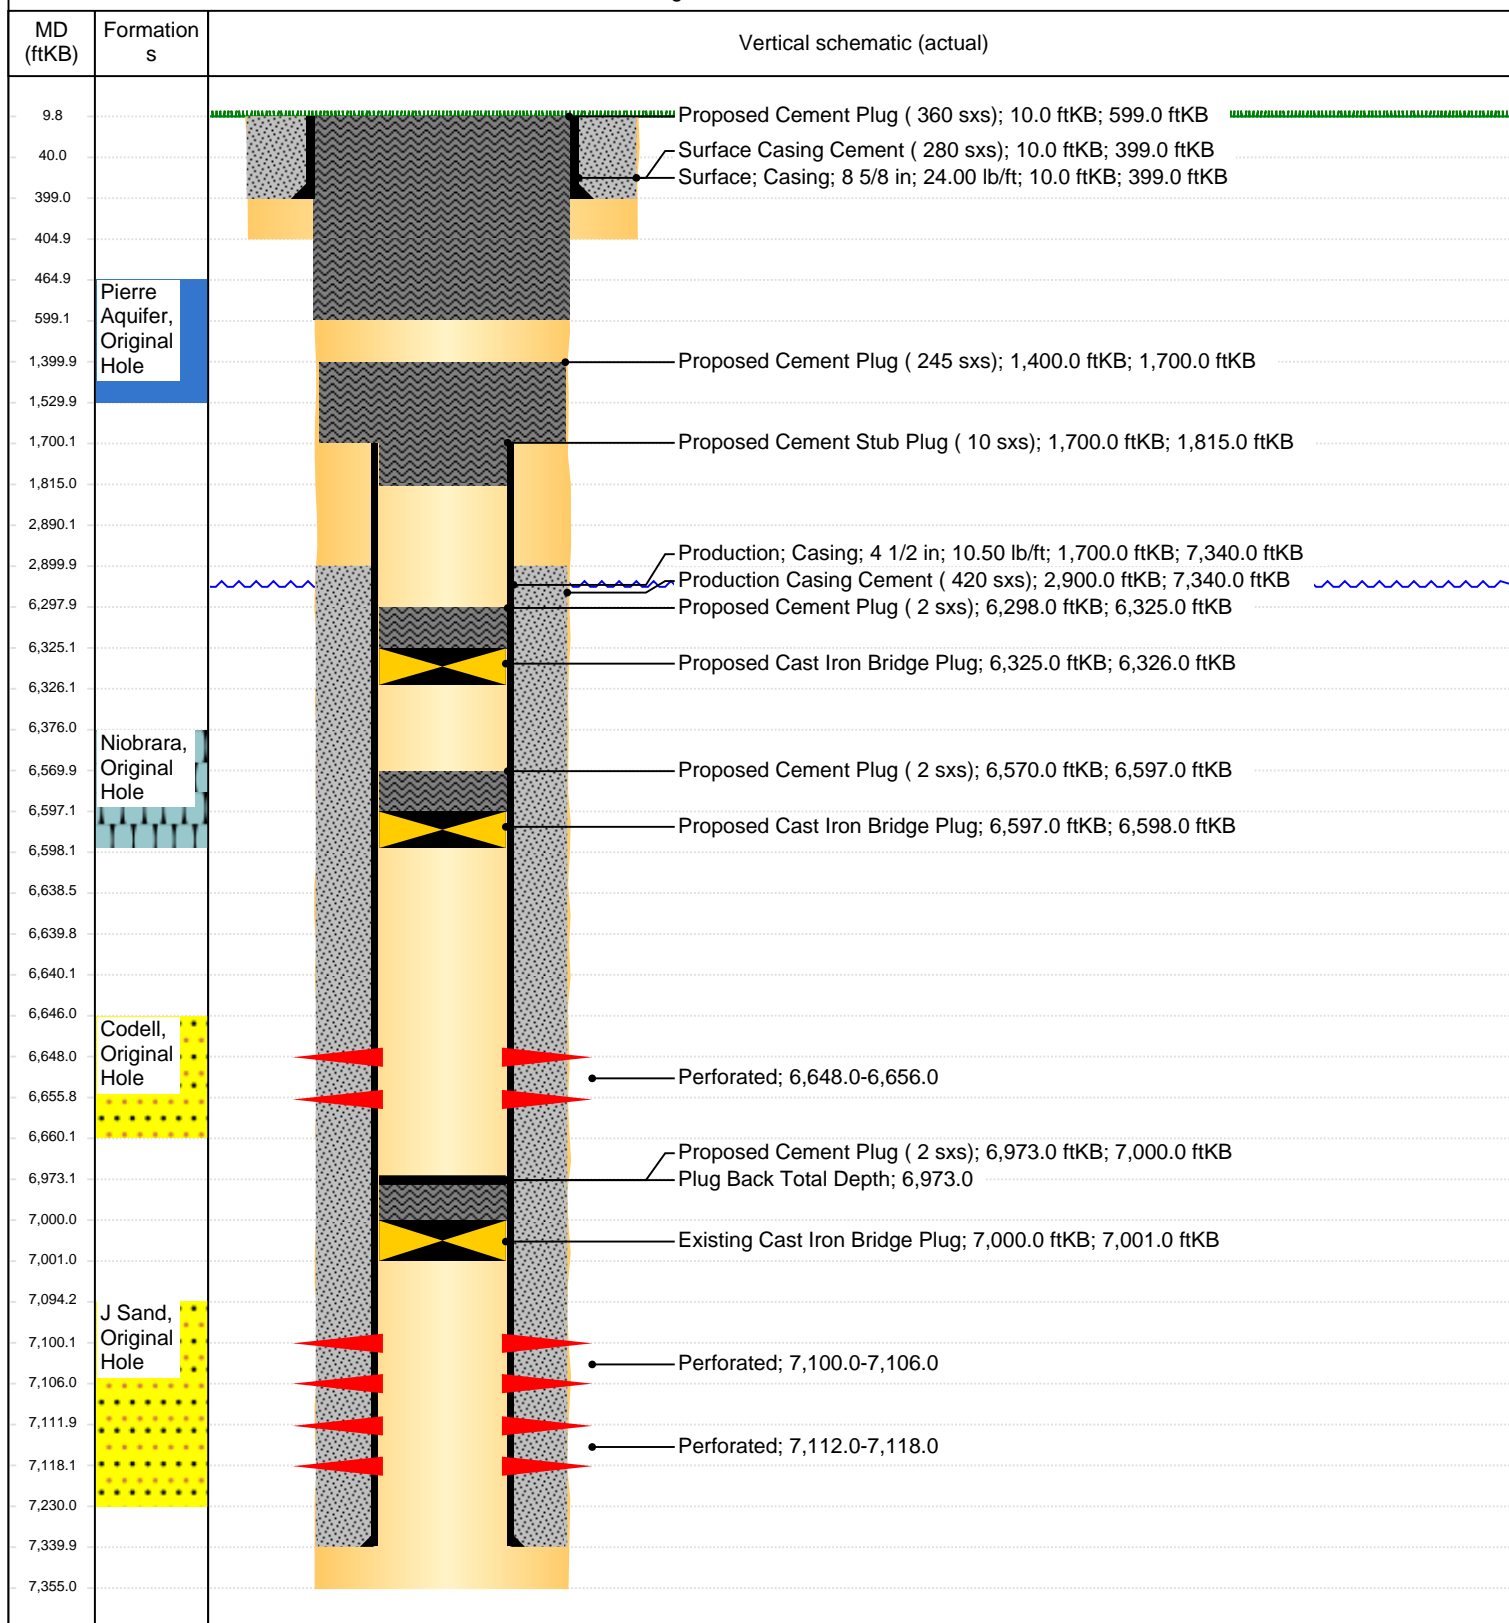 MD
(ftKB)
Formation
s
Vertical schematic (actual)
9.8
Proposed Cement Plug ( 360 sxs); 10.0 ftKB; 599.0 ftKB
40.0
Surface Casing Cement ( 280 sxs); 10.0 ftKB; 399.0 ftKB
Surface; Casing; 8 5/8 in; 24.00 lb/ft; 10.0 ftKB; 399.0 ftKB
399.0
404.9
464.9
Pierre
Aquifer,
Original
Hole
599.1
1,399.9
Proposed Cement Plug ( 245 sxs); 1,400.0 ftKB; 1,700.0 ftKB
1,529.9
1,700.1
Proposed Cement Stub Plug ( 10 sxs); 1,700.0 ftKB; 1,815.0 ftKB
1,815.0
2,890.1
2,899.9
Production; Casing; 4 1/2 in; 10.50 lb/ft; 1,700.0 ftKB; 7,340.0 ftKB
Production Casing Cement ( 420 sxs); 2,900.0 ftKB; 7,340.0 ftKB
6,297.9
Proposed Cement Plug ( 2 sxs); 6,298.0 ftKB; 6,325.0 ftKB
6,325.1
Proposed Cast Iron Bridge Plug; 6,325.0 ftKB; 6,326.0 ftKB
6,326.1
6,376.0
Niobrara,
Original
Hole
6,569.9
Proposed Cement Plug ( 2 sxs); 6,570.0 ftKB; 6,597.0 ftKB
6,597.1
Proposed Cast Iron Bridge Plug; 6,597.0 ftKB; 6,598.0 ftKB
6,598.1
6,638.5
6,639.8
6,640.1
6,646.0
Codell,
Original
Hole
6,648.0
Perforated; 6,648.0-6,656.0
6,655.8
6,660.1
Proposed Cement Plug ( 2 sxs); 6,973.0 ftKB; 7,000.0 ftKB
6,973.1
Plug Back Total Depth; 6,973.0
7,000.0
Existing Cast Iron Bridge Plug; 7,000.0 ftKB; 7,001.0 ftKB
7,001.0
7,094.2
J Sand,
Original
Hole
7,100.1
Perforated; 7,100.0-7,106.0
7,106.0
7,111.9
Perforated; 7,112.0-7,118.0
7,118.1
7,230.0
7,339.9
7,355.0